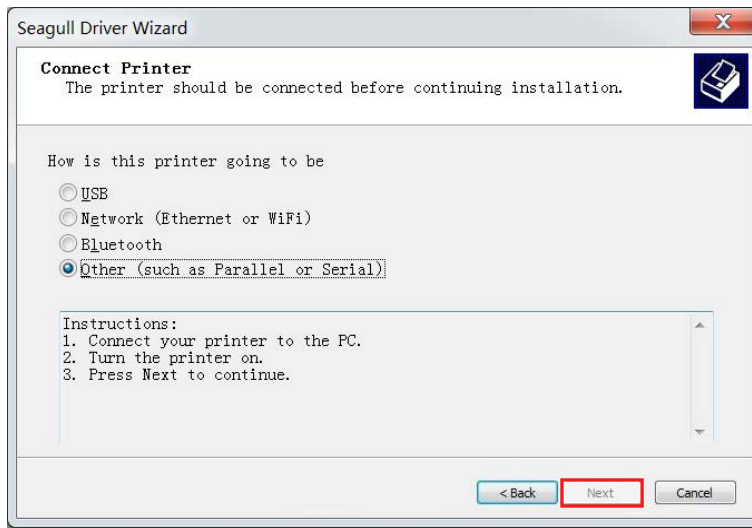 Seagull Driver Wizard
Connect Printer
The printer should be connected before continuing installation.
How is this printer going to be
USB
Network (Ethernet or WiFi)
Bluetooth
Other (such as Parallel or Serial)
Instructions:
1. Connect your printer to the PC.
2. Turn the printer on.
3. Press Next to continue.
< Back Next Cancel